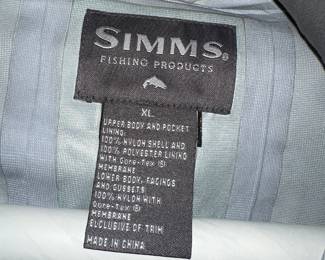 SIMMS®
FISHING PRODUCTS
XL
UPPER BODY AND POCKET
LINING:
100% NYLON SHELL AND
100% POLYESTER LINING
WITH GORE-TEX®
MEMBRANE
LOWER BODY, FACINGS
AND GUSSETS
100% NYLON WITH
GORE-TEX®
MEMBRANE
ELCLUSIVE OF TRIM
MADE IN CHINA